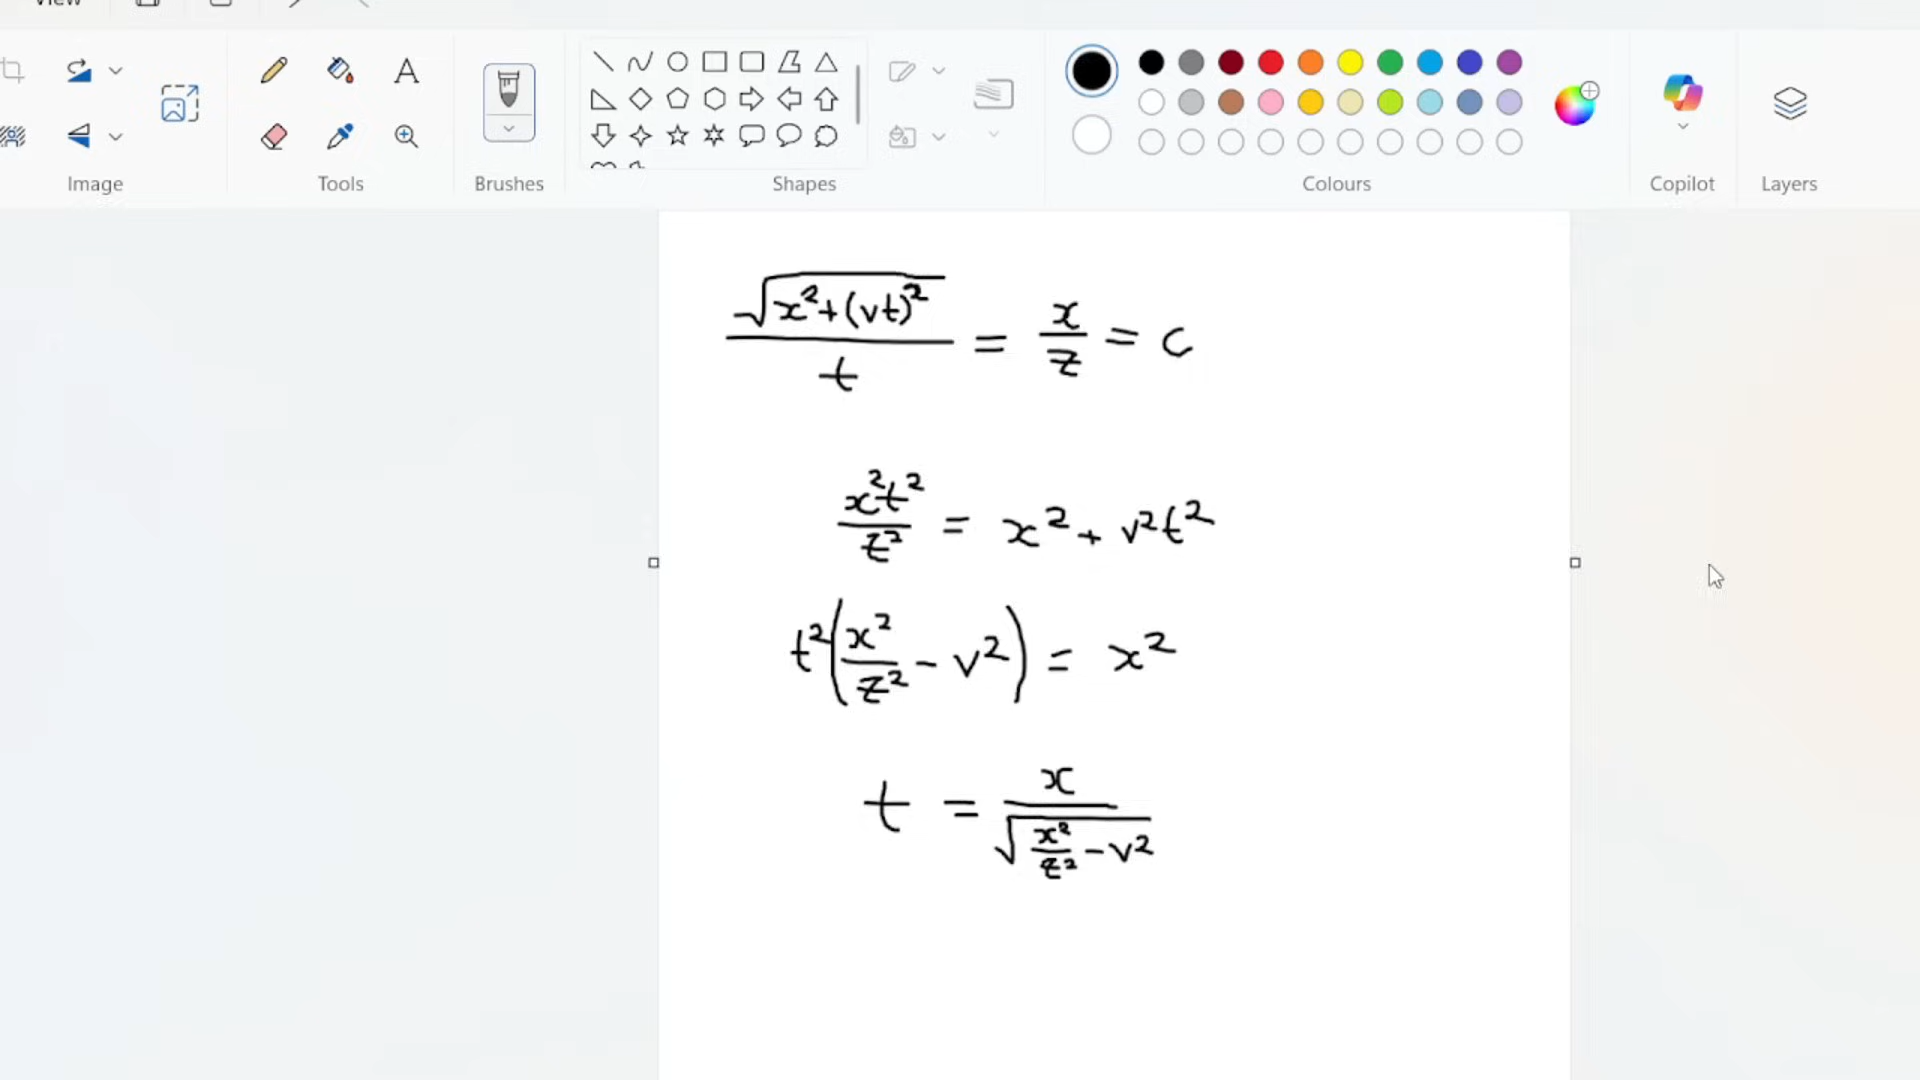 View
Image
Tools
Brushes
Shapes
Colours
Copilot
Layers
√(x²+(vt)²)/t = x/z = c
x²t²/z² = x² + v²t²
t²(x²/z² - v²) = x²
t = x/√(x²/z² - v²)